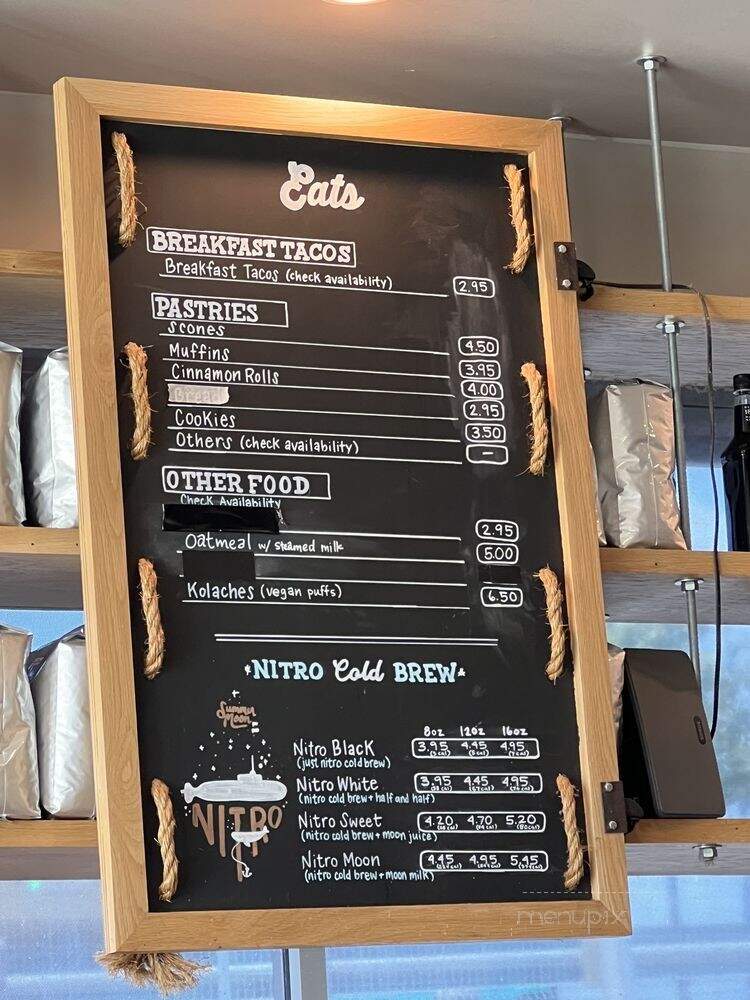 Eats
BREAKFAST TACOS
Breakfast Tacos (check availability) 2.95
PASTRIES
Scones 4.50
Muffins 3.95
Cinnamon Rolls 4.00
Bread 2.95
Cookies 3.50
Others (check availability) -
OTHER FOOD
Check Availability
2.95
Oatmeal w/ steamed milk 5.00
Kolaches (vegan puffs) 6.50
NITRO Cold BREW
Summer Moon
NITRO
8oz 12oz 16oz
Nitro Black 3.95 4.45 4.95
(just nitro cold brew)
Nitro White 3.95 4.45 4.95
(nitro cold brew + half and half)
Nitro Sweet 4.20 4.70 5.20
(nitro cold brew + moon juice)
Nitro Moon 4.45 4.95 5.45
(nitro cold brew + moon milk)
menupix